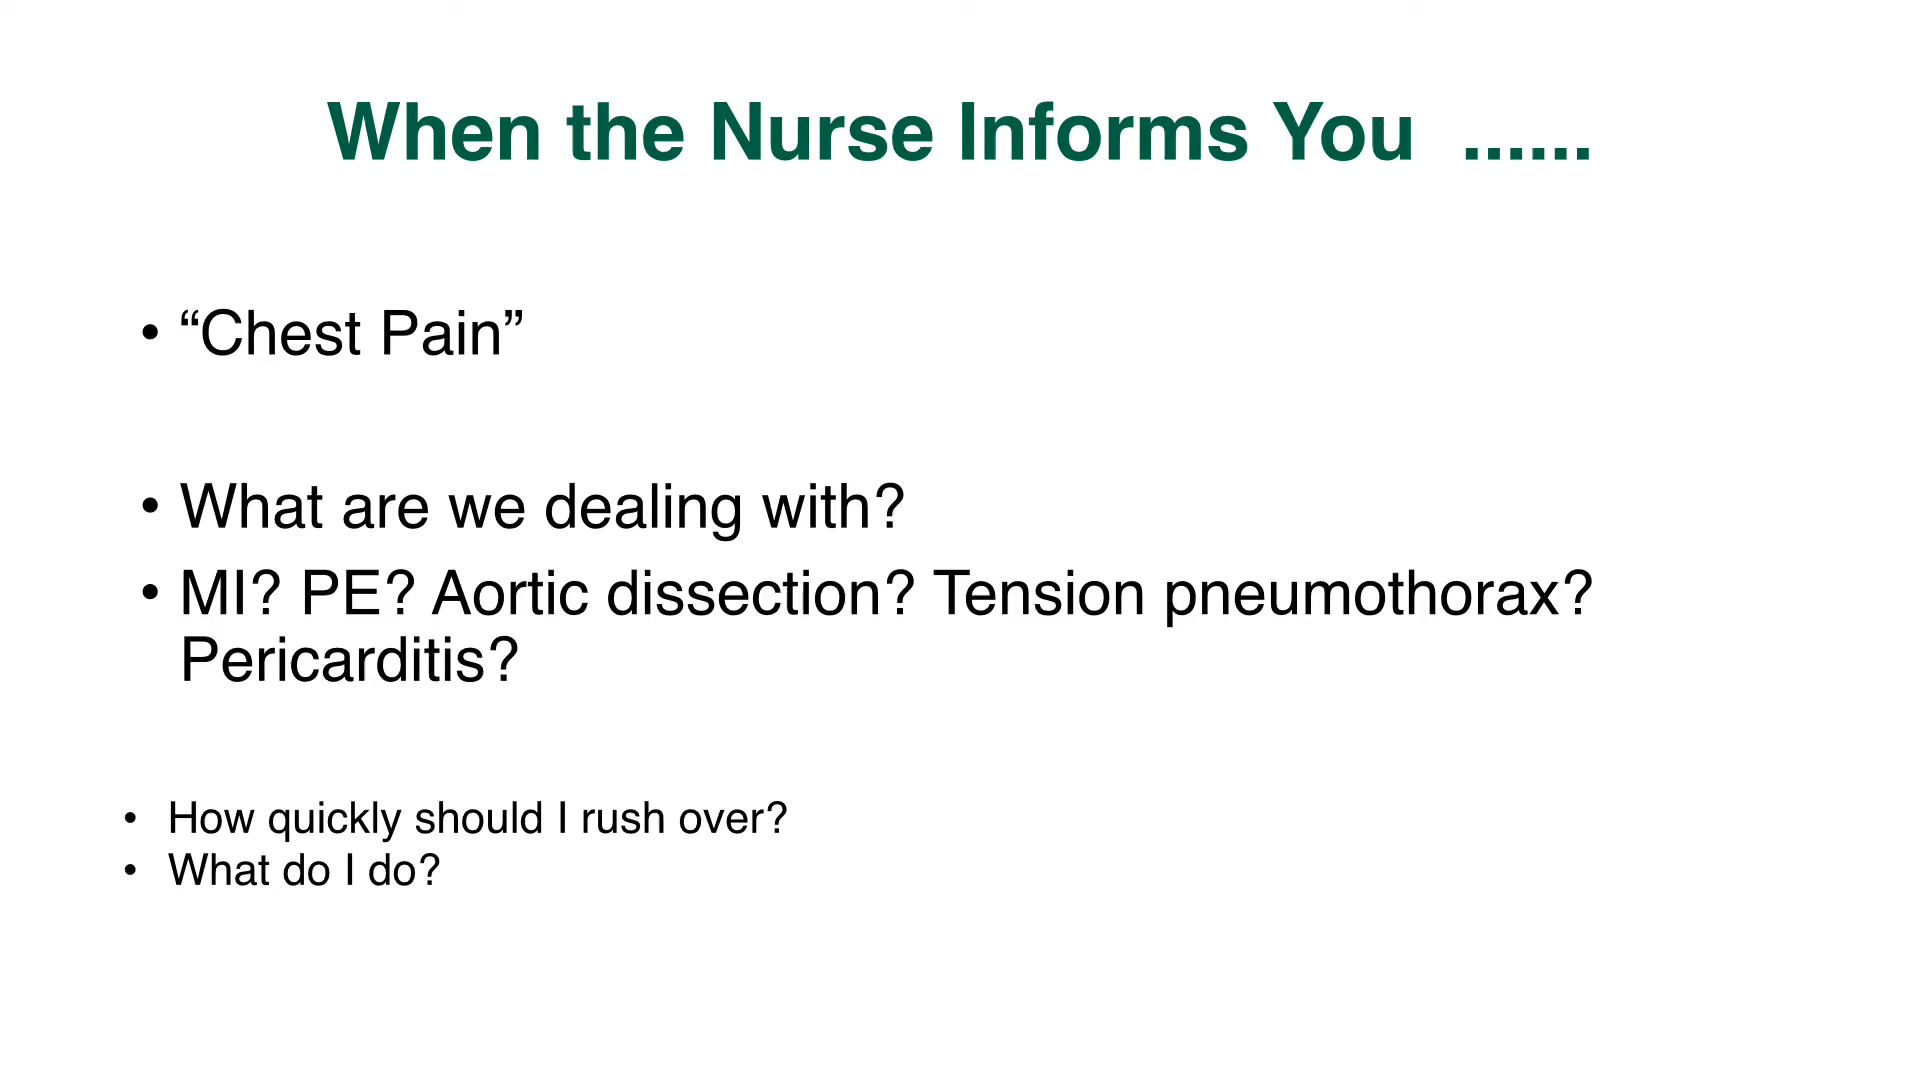 When the Nurse Informs You ......
• “Chest Pain”
• What are we dealing with?
• MI? PE? Aortic dissection? Tension pneumothorax?
Pericarditis?
• How quickly should I rush over?
• What do I do?